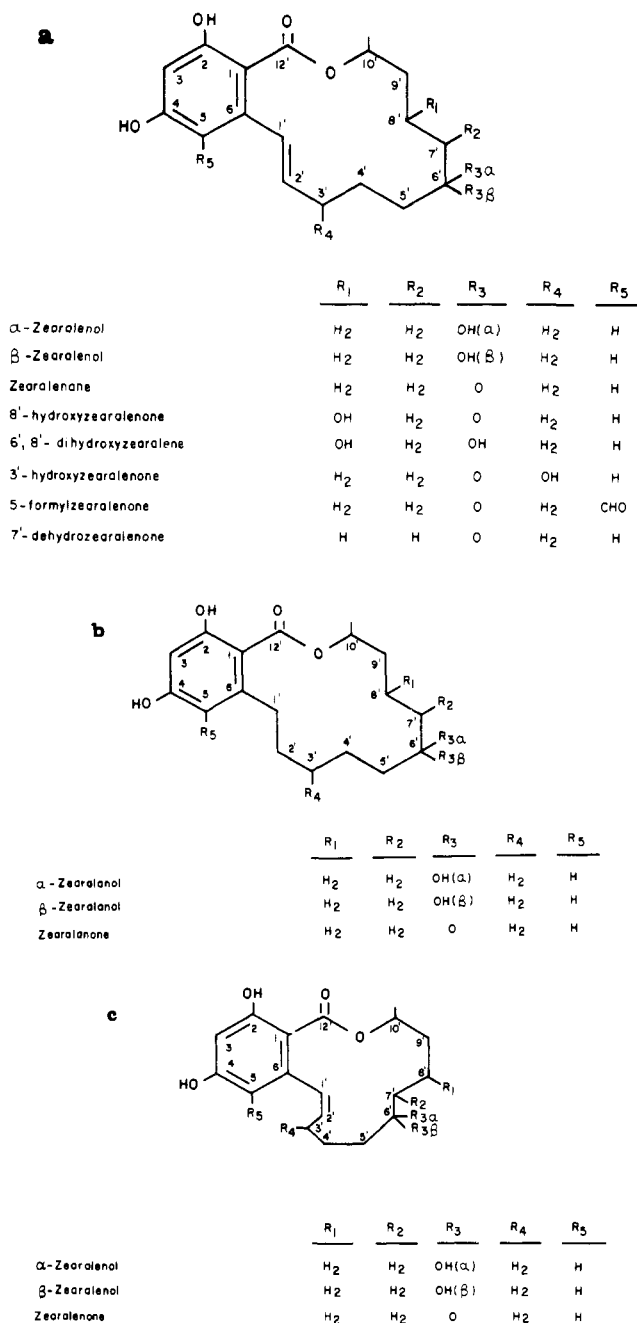 a
OH
O
2
12'
O
10'
3
1
9'
R1
4
5
6
1'
8'
R2
HO
7'
R3α
R5
2'
4'
6'
R3β
3'
5'
R4
R1 R2 R3 R4 R5
α-Zearalenol H2 H2 OH(α) H2 H
β-Zearalenol H2 H2 OH(β) H2 H
Zearalenane H2 H2 O H2 H
8'-hydroxyzearalenone OH H2 O H2 H
6', 8'- dihydroxyzearalene OH H2 OH H2 H
3'-hydroxyzearalenone H2 H2 O OH H
5-formylzearalenone H2 H2 O H2 CHO
7'-dehydrozearalenone H H O H2 H
b
OH
O
2
12'
O
10'
3
1
9'
R1
4
5
6
1'
8'
R2
HO
7'
R3α
R5
2'
4'
6'
R3β
3'
5'
R4
R1 R2 R3 R4 R5
α-Zearalanol H2 H2 OH(α) H2 H
β-Zearalanol H2 H2 OH(β) H2 H
Zearalanone H2 H2 O H2 H
c
OH
O
2
12'
O
10'
3
1
9'
4
5
6
1'
8'
R1
HO
7'
R2
R5
2'
6'
R3α
R4
3'
R3β
4'
5'
R1 R2 R3 R4 R5
α-Zearalenol H2 H2 OH(α) H2 H
β-Zearalenol H2 H2 OH(β) H2 H
Zearalenone H2 H2 O H2 H